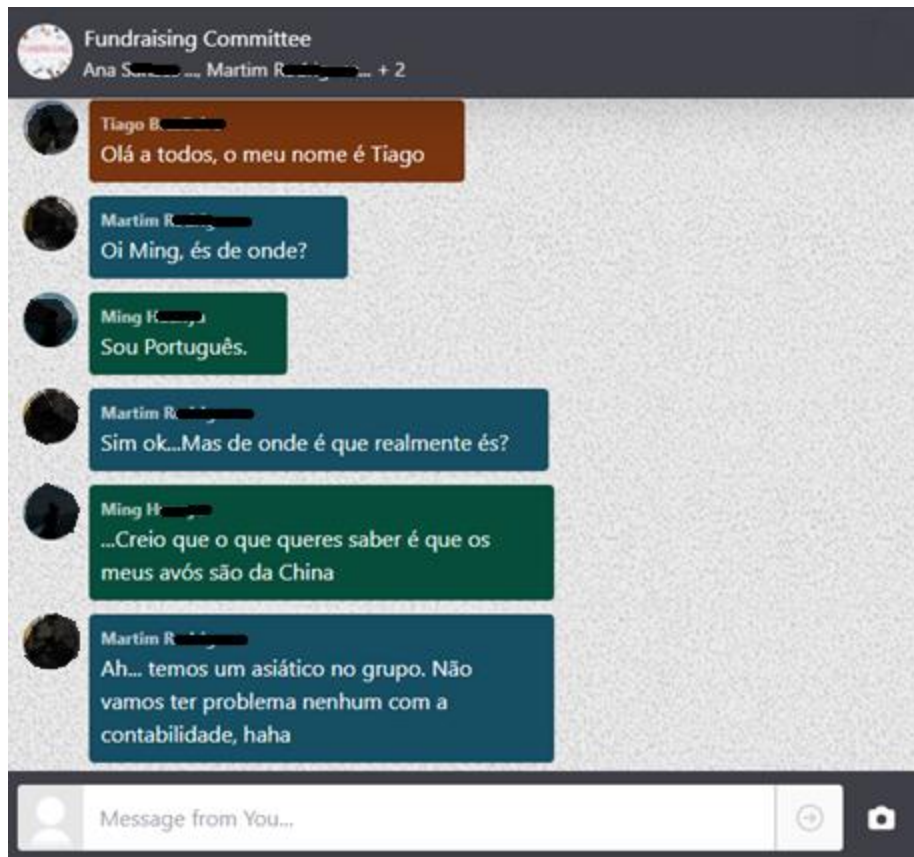 Fundraising Committee
Ana ..., Martim ... + 2
Tiago
Olá a todos, o meu nome é Tiago
Martim
Oi Ming, és de onde?
Ming
Sou Português.
Martim
Sim ok...Mas de onde é que realmente és?
Ming
...Creio que o que queres saber é que os
meus avós são da China
Martim
Ah... temos um asiático no grupo. Não
vamos ter problema nenhum com a
contabilidade, haha
Message from You...